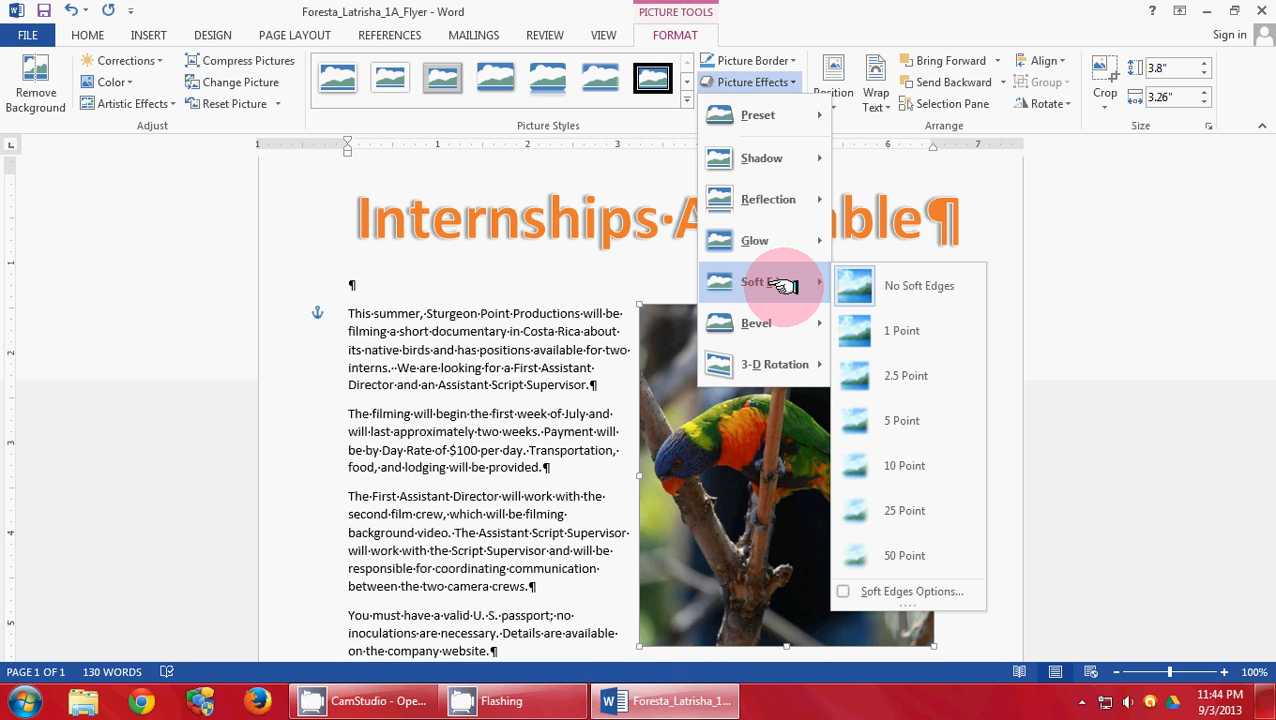 Foresta_Latrisha_1A_Flyer - Word
PICTURE TOOLS
?
FILE HOME INSERT DESIGN PAGE LAYOUT REFERENCES MAILINGS REVIEW VIEW FORMAT Sign in
Remove Background
Corrections
Color
Artistic Effects
Compress Pictures
Change Picture
Reset Picture
Adjust
Picture Styles
Picture Border
Picture Effects
Position
Wrap Text
Bring Forward
Send Backward
Selection Pane
Align
Group
Rotate
Arrange
Crop
3.8"
3.26"
Size
Preset
Shadow
Reflection
Glow
Bevel
3-D Rotation
No Soft Edges
1 Point
2.5 Point
5 Point
10 Point
25 Point
50 Point
Soft Edges Options...
L
1 1 2 3 6 7
1
2
3
4
5
¶
This·summer,·Sturgeon·Point·Productions·will·be·
filming·a·short·documentary·in·Costa·Rica·about·
its·native·birds·and·has·positions·available·for·two·
interns.··We·are·looking·for·a·First·Assistant·
Director·and·an·Assistant·Script·Supervisor.¶
The·filming·will·begin·the·first·week·of·July·and·
will·last·approximately·two·weeks.·Payment·will·
be·by·Day·Rate·of·$100·per·day.·Transportation,·
food,·and·lodging·will·be·provided.¶
The·First·Assistant·Director·will·work·with·the·
second·film·crew,·which·will·be·filming·
background·video.·The·Assistant·Script·Supervisor·
will·work·with·the·Script·Supervisor·and·will·be·
responsible·for·coordinating·communication·
between·the·two·camera·crews.¶
You·must·have·a·valid·U.·S.·passport;·no·
inoculations·are·necessary.·Details·are·available·
on·the·company·website.¶
Internships·
PAGE 1 OF 1 130 WORDS 100%
CamStudio - Ope... Flashing Foresta_Latrisha_1...
11:44 PM
9/3/2013